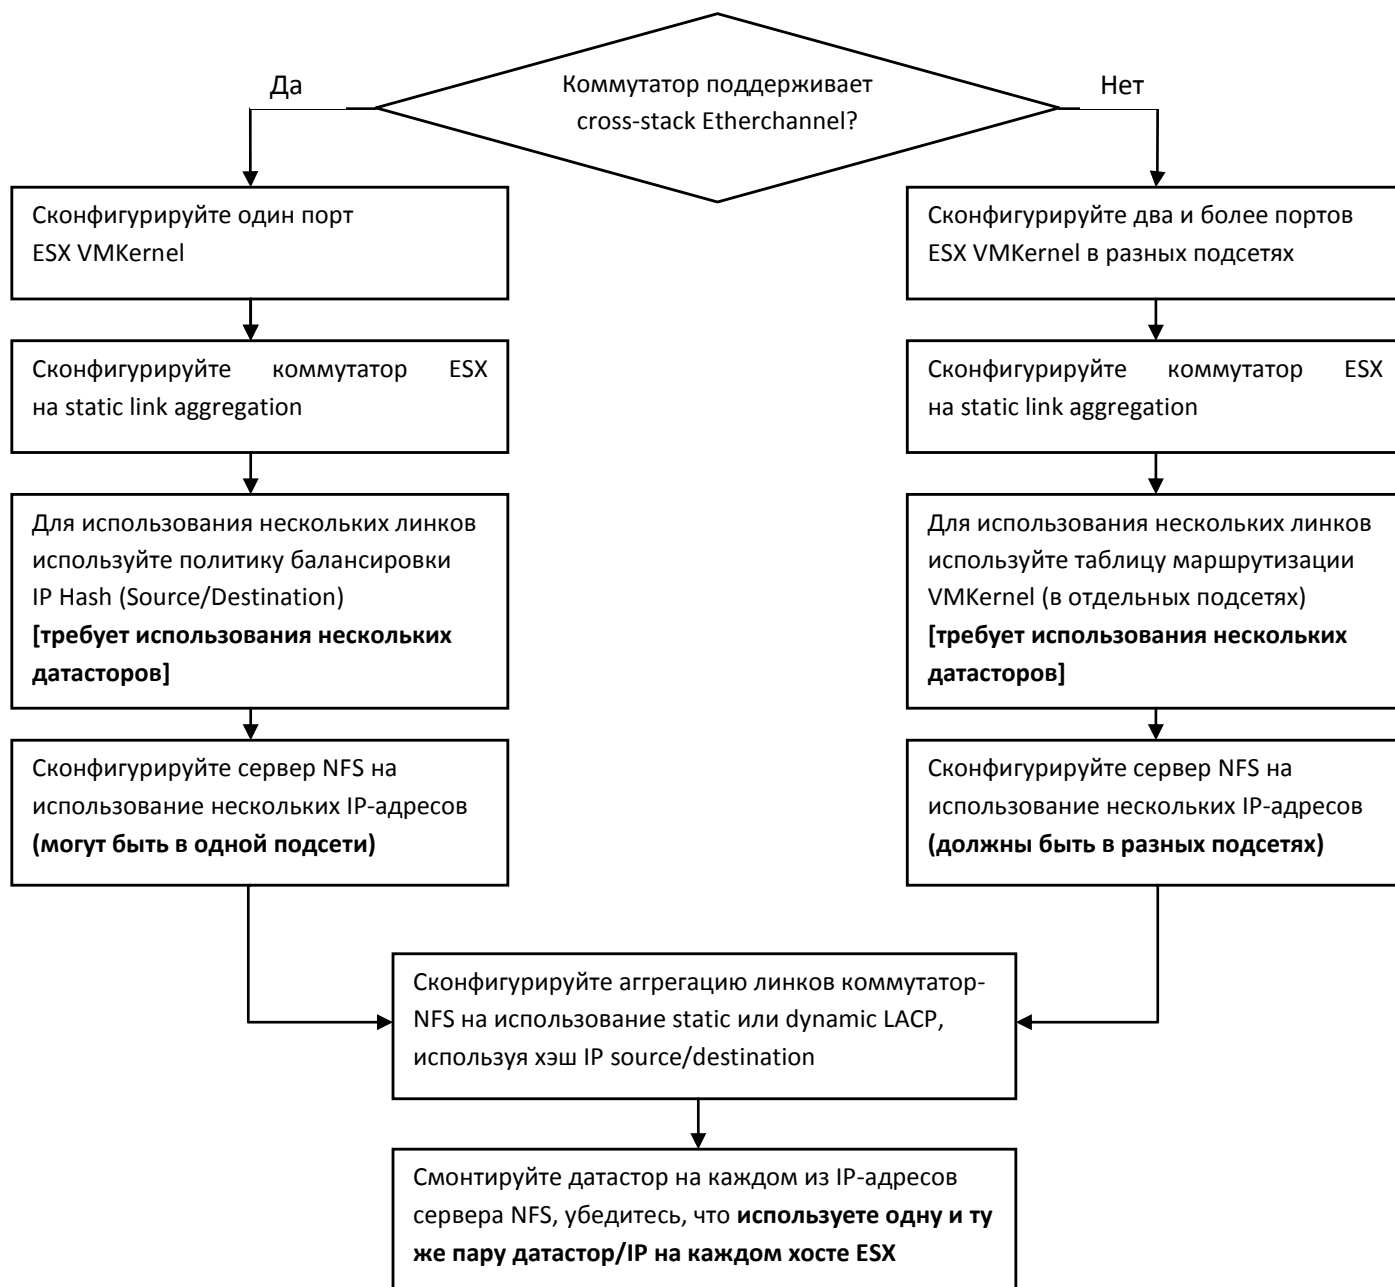 Да
Коммутатор поддерживает
cross-stack Etherchannel?
Нет
Сконфигурируйте один порт
ESX VMKernel
Сконфигурируйте два и более портов
ESX VMKernel в разных подсетях
Сконфигурируйте коммутатор ESX
на static link aggregation
Сконфигурируйте коммутатор ESX
на static link aggregation
Для использования нескольких линков
используйте политику балансировки
IP Hash (Source/Destination)
[требует использования нескольких
датасторов]
Для использования нескольких линков
используйте таблицу маршрутизации
VMKernel (в отдельных подсетях)
[требует использования нескольких
датасторов]
Сконфигурируйте сервер NFS на
использование нескольких IP-адресов
(могут быть в одной подсети)
Сконфигурируйте сервер NFS на
использование нескольких IP-адресов
(должны быть в разных подсетях)
Сконфигурируйте аггрегацию линков коммутатор-
NFS на использование static или dynamic LACP,
используя хэш IP source/destination
Смонтируйте датастор на каждом из IP-адресов
сервера NFS, убедитесь, что используете одну и ту
же пару датастор/IP на каждом хосте ESX